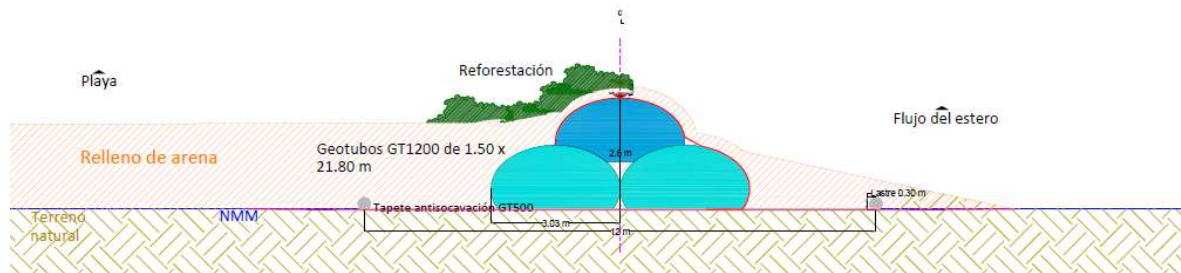 C
L
Reforestación
Playa
Flujo del estero
Relleno de arena
Geotubos GT1200 de 1.50 x
21.80 m
2.6 m
Lastre 0.30 m
Terreno
natural
NMM
Tapete antisocavación GT500
3.03 m
12 m